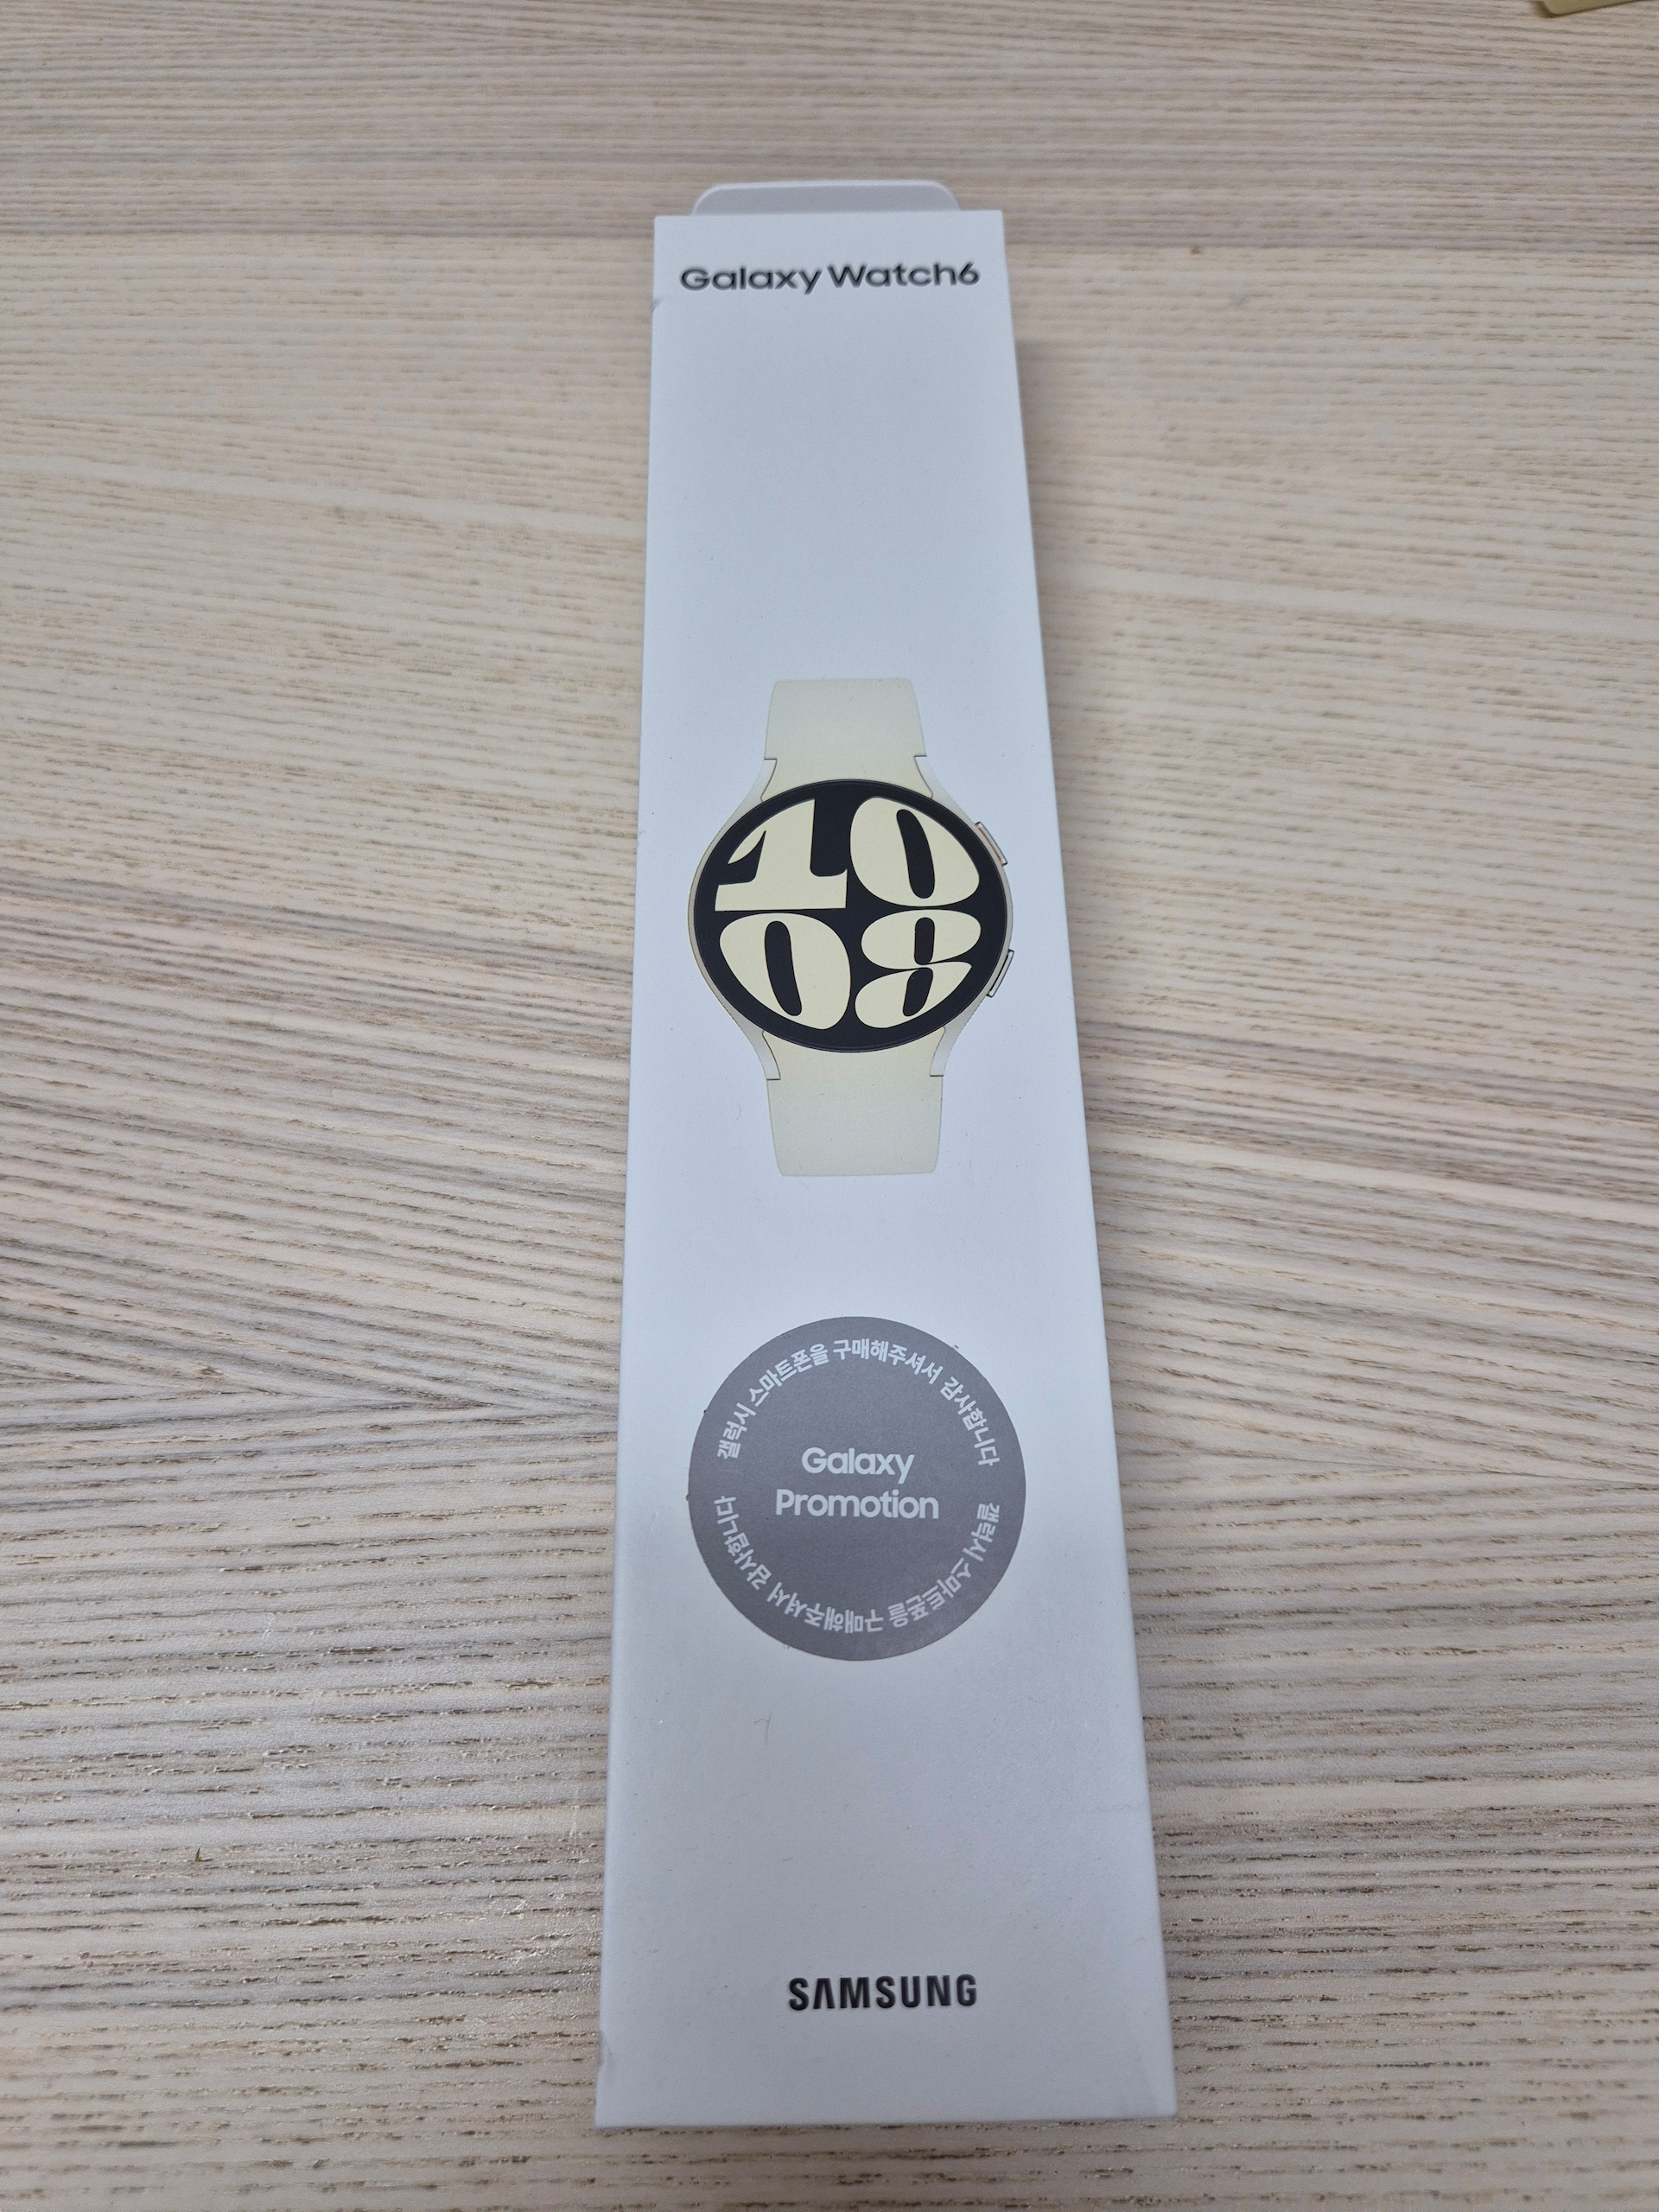 Galaxy Watch6
10
08
갤럭시 스마트폰을 구매해주셔서 감사합니다
Galaxy
Promotion
갤럭시 스마트폰을 구매해주셔서 감사합니다
SAMSUNG